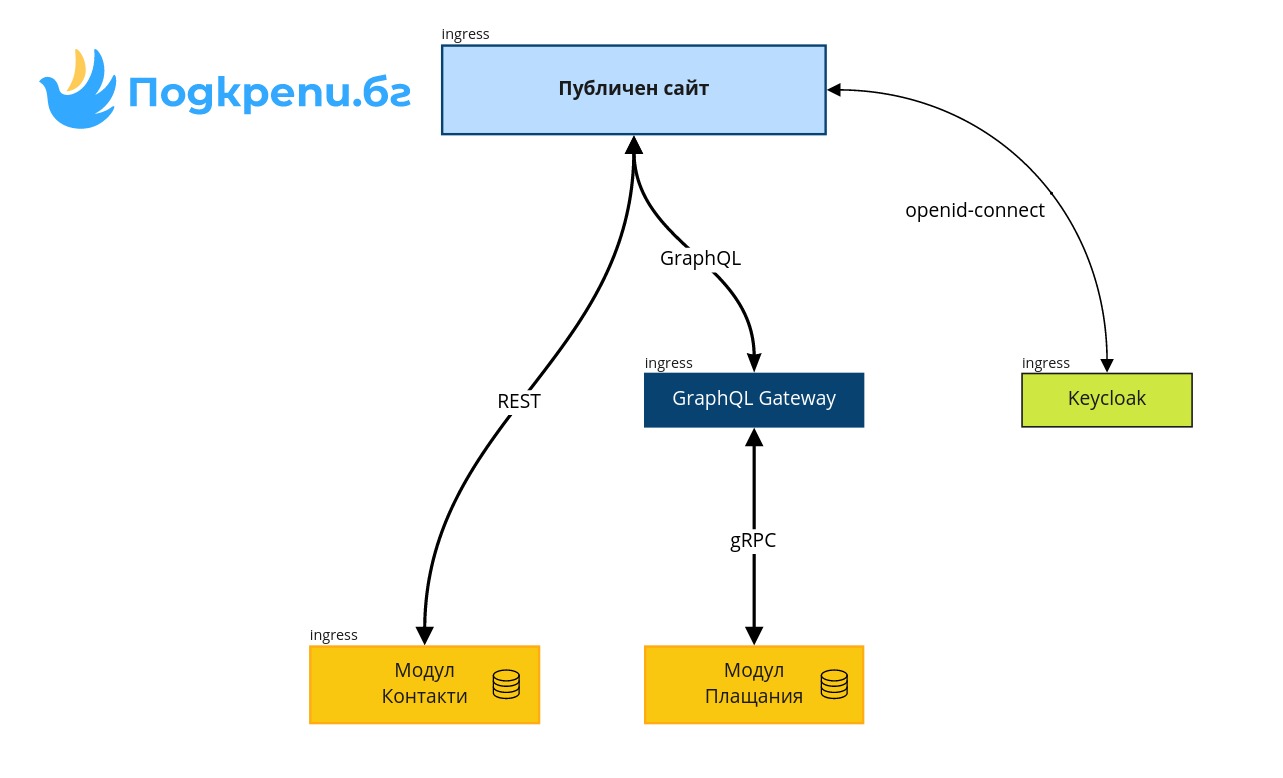 ingress
Подкрепи.бг
Публичен сайт
openid-connect
GraphQL
ingress
GraphQL Gateway
ingress
Keycloak
REST
gRPC
ingress
Модул
Контакти
Модул
Плащания